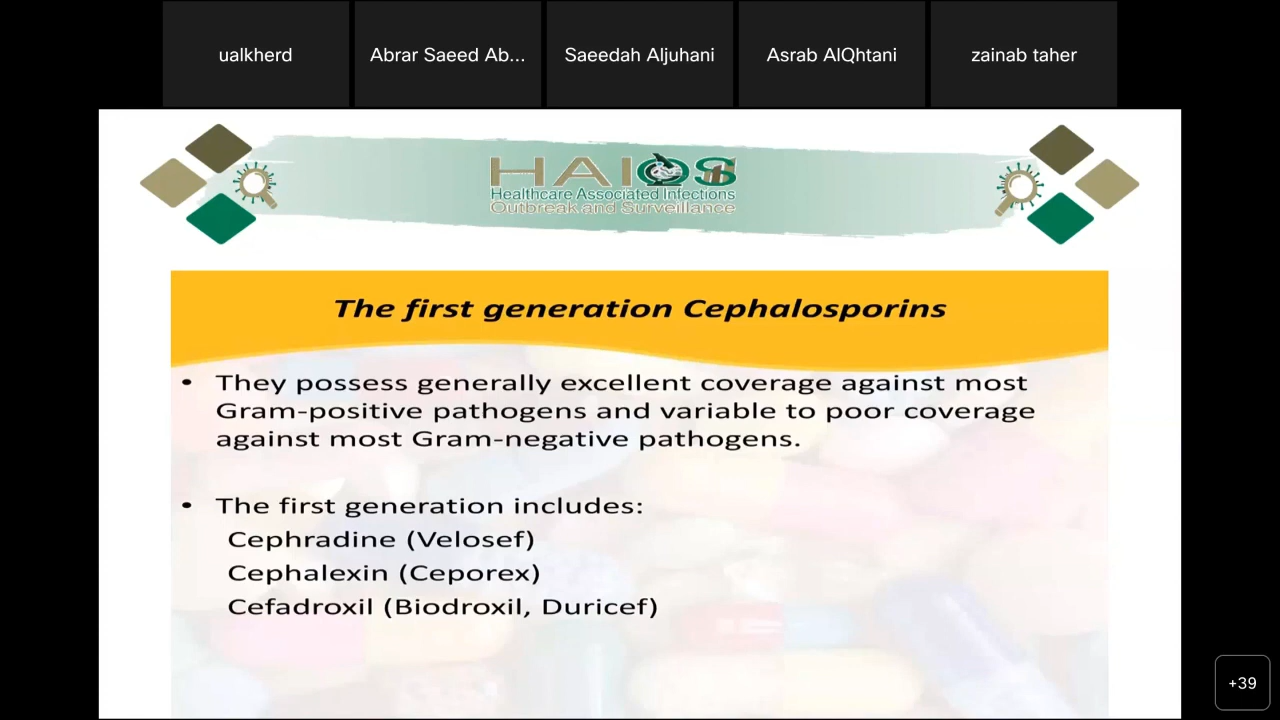 ualkherd
Abrar Saeed Ab...
Saeedah Aljuhani
Asrab AlQhtani
zainab taher
HAIOS
Healthcare Associated Infections
Outbreak and Surveillance
The first generation Cephalosporins
• They possess generally excellent coverage against most
Gram-positive pathogens and variable to poor coverage
against most Gram-negative pathogens.
• The first generation includes:
Cephradine (Velosef)
Cephalexin (Ceporex)
Cefadroxil (Biodroxil, Duricef)
+39